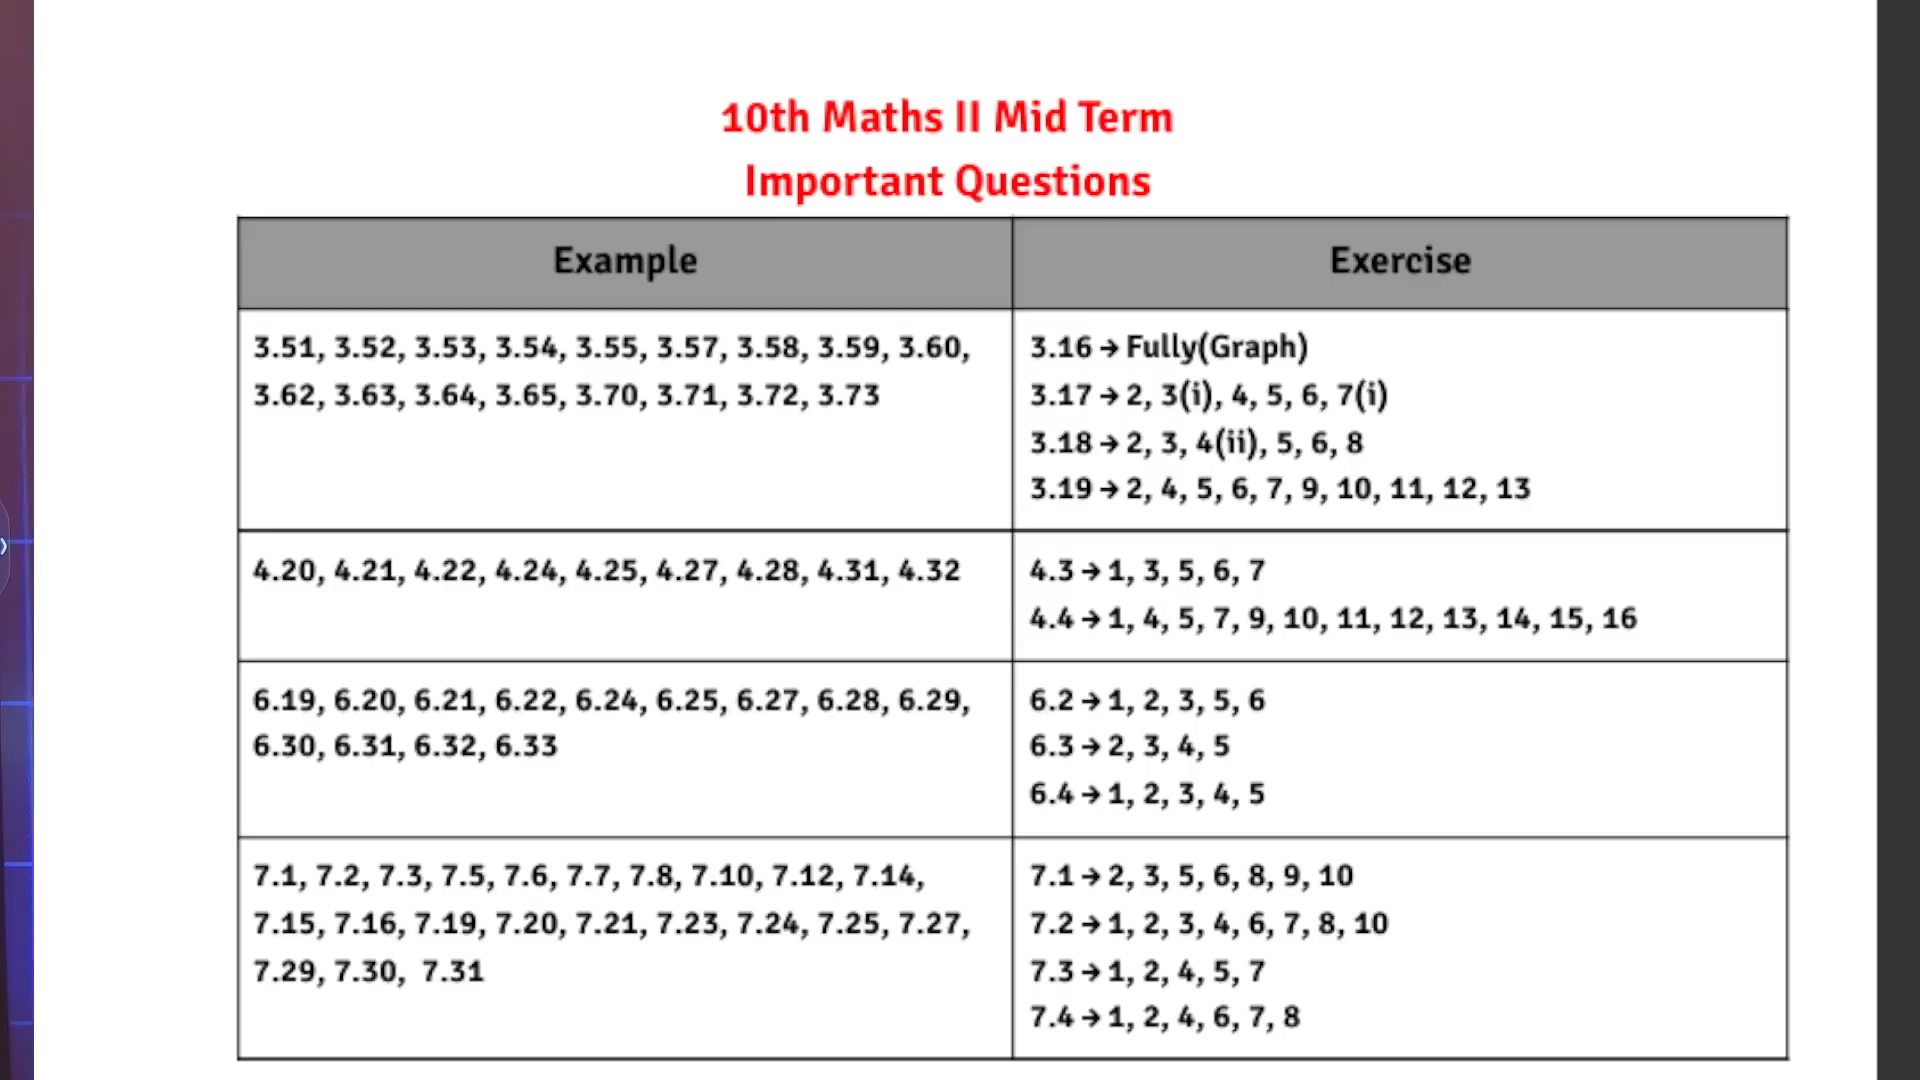 10th Maths II Mid Term
Important Questions
Example
Exercise
3.51, 3.52, 3.53, 3.54, 3.55, 3.57, 3.58, 3.59, 3.60,
3.62, 3.63, 3.64, 3.65, 3.70, 3.71, 3.72, 3.73
3.16 → Fully(Graph)
3.17 → 2, 3(i), 4, 5, 6, 7(i)
3.18 → 2, 3, 4(ii), 5, 6, 8
3.19 → 2, 4, 5, 6, 7, 9, 10, 11, 12, 13
4.20, 4.21, 4.22, 4.24, 4.25, 4.27, 4.28, 4.31, 4.32
4.3 → 1, 3, 5, 6, 7
4.4 → 1, 4, 5, 7, 9, 10, 11, 12, 13, 14, 15, 16
6.19, 6.20, 6.21, 6.22, 6.24, 6.25, 6.27, 6.28, 6.29,
6.30, 6.31, 6.32, 6.33
6.2 → 1, 2, 3, 5, 6
6.3 → 2, 3, 4, 5
6.4 → 1, 2, 3, 4, 5
7.1, 7.2, 7.3, 7.5, 7.6, 7.7, 7.8, 7.10, 7.12, 7.14,
7.15, 7.16, 7.19, 7.20, 7.21, 7.23, 7.24, 7.25, 7.27,
7.29, 7.30, 7.31
7.1 → 2, 3, 5, 6, 8, 9, 10
7.2 → 1, 2, 3, 4, 6, 7, 8, 10
7.3 → 1, 2, 4, 5, 7
7.4 → 1, 2, 4, 6, 7, 8